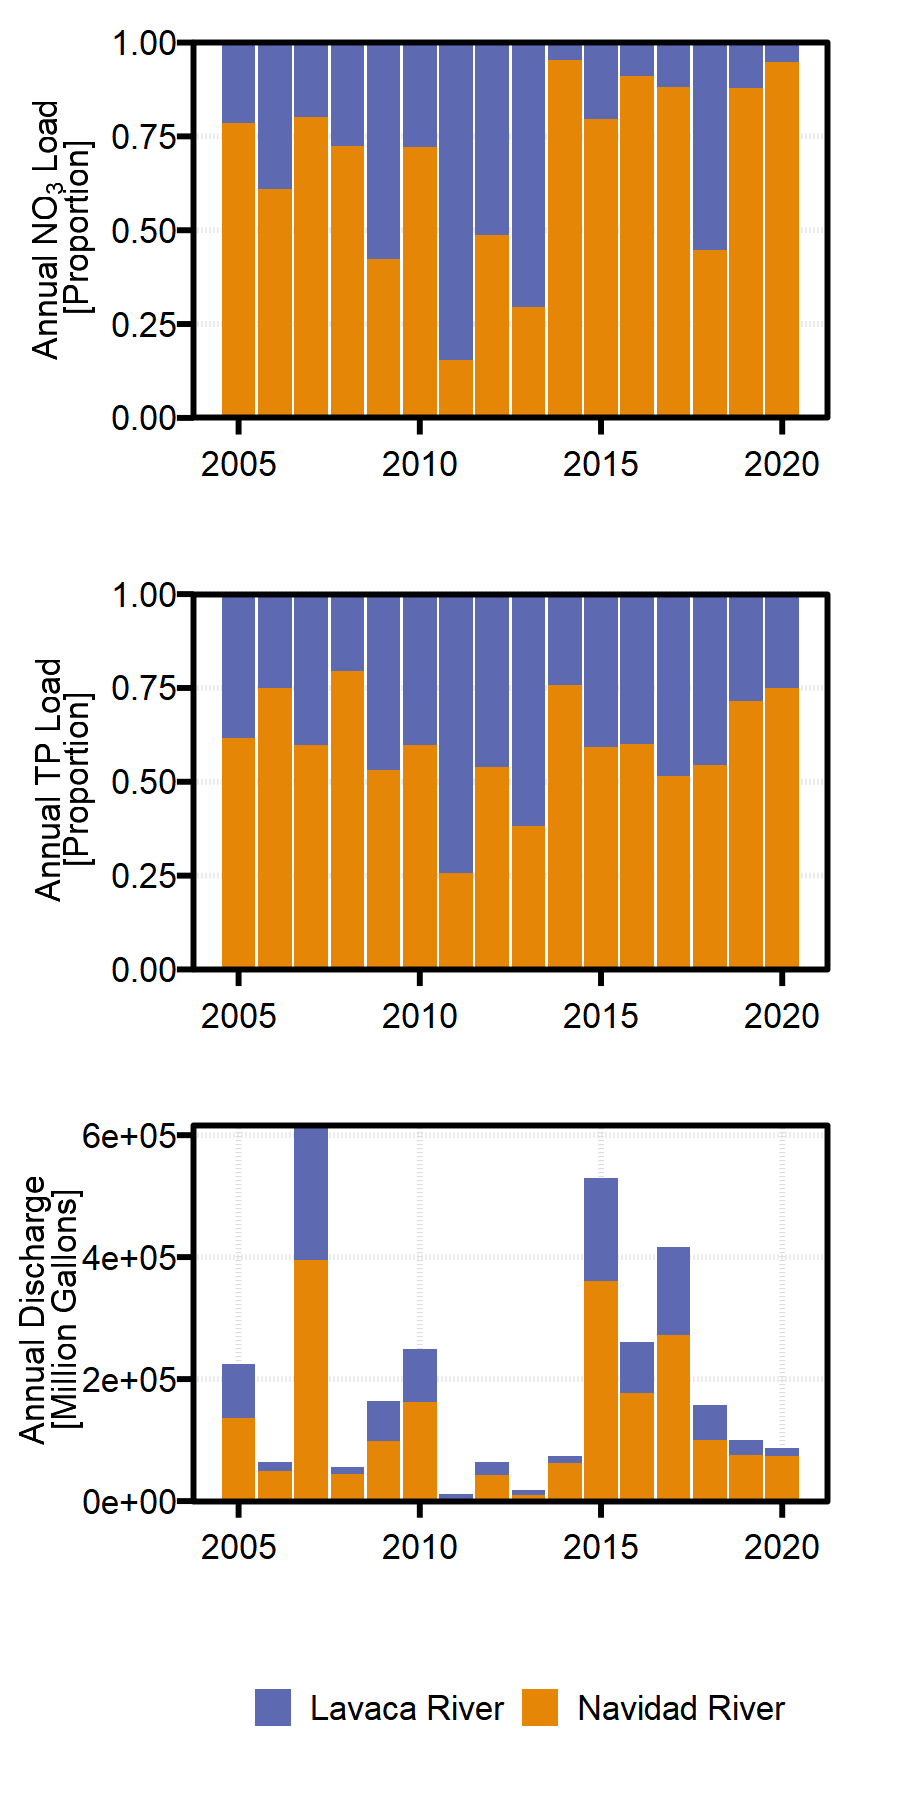 Annual NO3 Load
[Proportion]
1.00
0.75
0.50
0.25
0.00
2005 2010 2015 2020
Annual TP Load
[Proportion]
1.00
0.75
0.50
0.25
0.00
2005 2010 2015 2020
Annual Discharge
[Million Gallons]
6e+05
4e+05
2e+05
0e+00
2005 2010 2015 2020
Lavaca River Navidad River